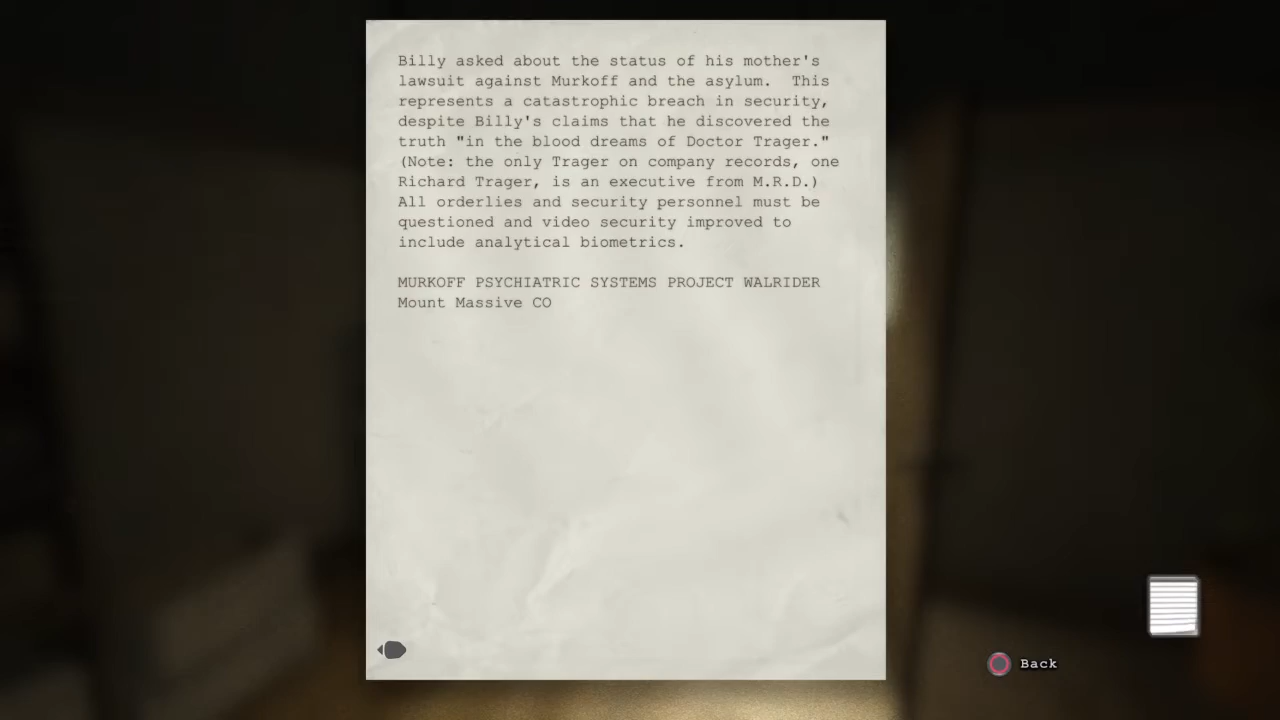 Billy asked about the status of his mother's
lawsuit against Murkoff and the asylum.  This
represents a catastrophic breach in security,
despite Billy's claims that he discovered the
truth "in the blood dreams of Doctor Trager."
(Note: the only Trager on company records, one
Richard Trager, is an executive from M.R.D.)
All orderlies and security personnel must be
questioned and video security improved to
include analytical biometrics.

MURKOFF PSYCHIATRIC SYSTEMS PROJECT WALRIDER
Mount Massive CO
Back